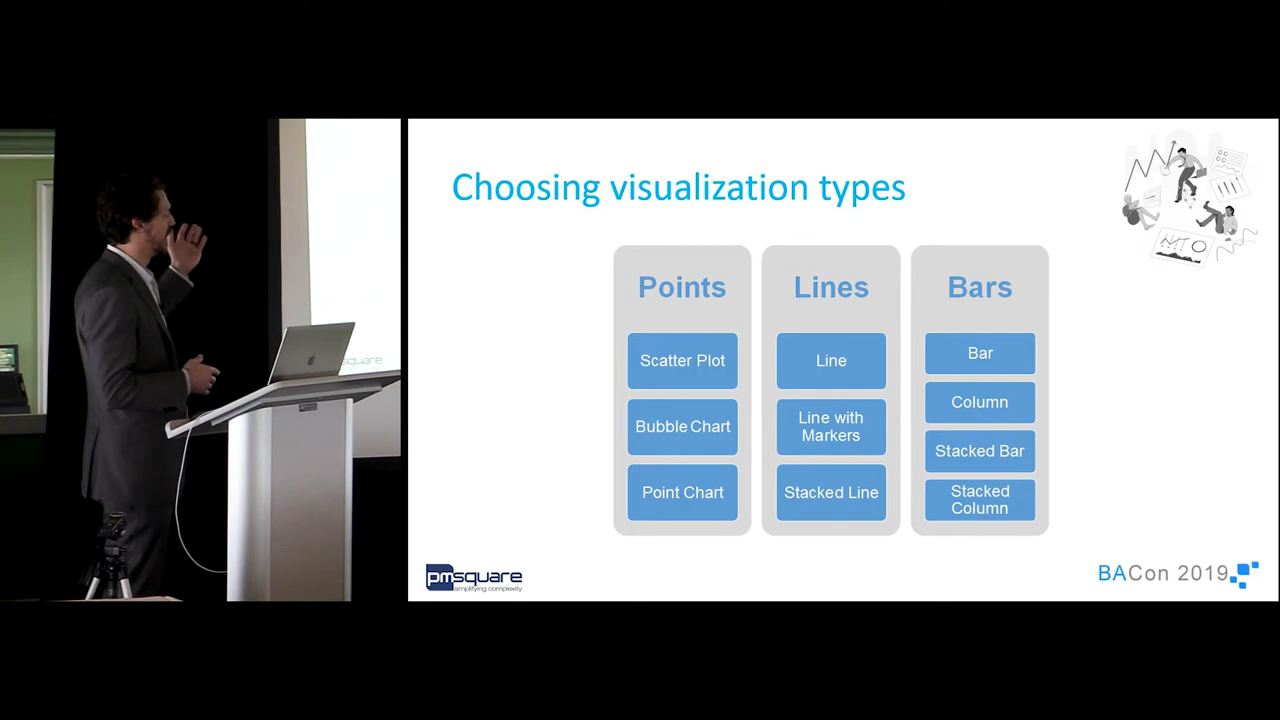 Choosing visualization types
Points
Scatter Plot
Bubble Chart
Point Chart
Lines
Line
Line with
Markers
Stacked Line
Bars
Bar
Column
Stacked Bar
Stacked
Column
square
pmsquare
simplifying complexity
BACon 2019